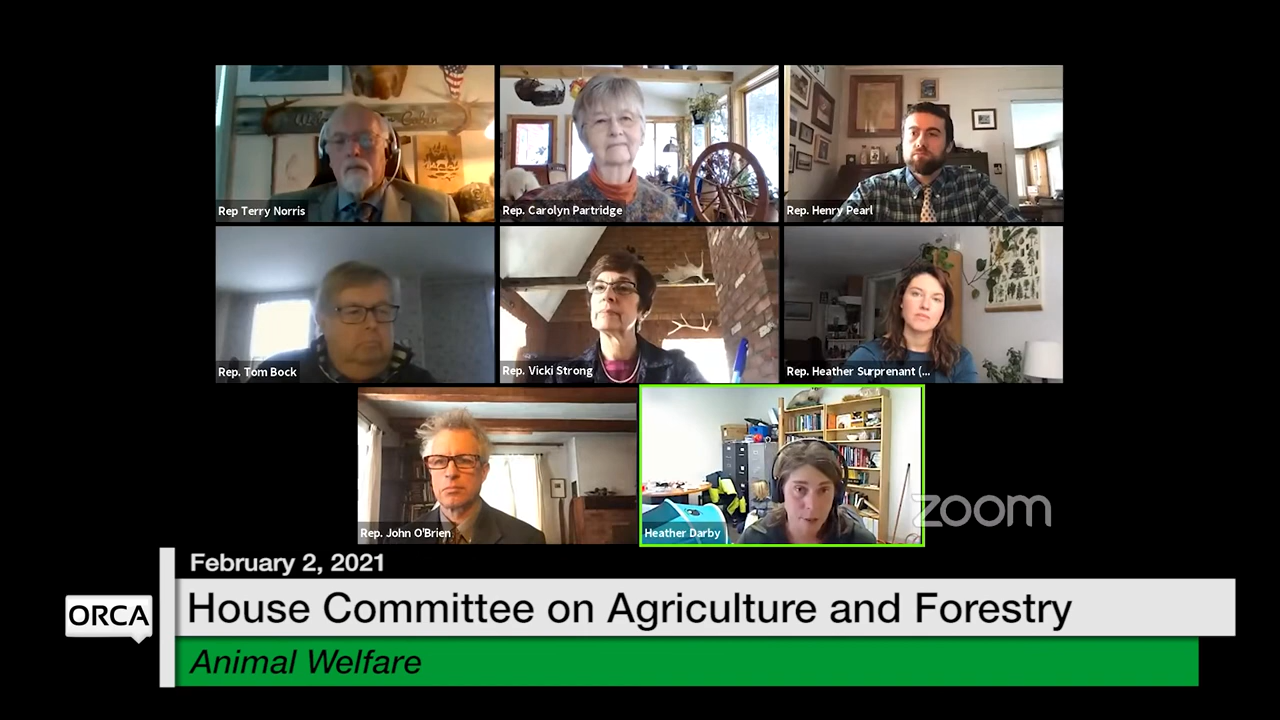 Rep Terry Norris
Rep. Carolyn Partridge
Rep. Henry Pearl
Rep. Tom Bock
Rep. Vicki Strong
Rep. Heather Surprenant (...
Rep. John O'Brien
Heather Darby
zoom
February 2, 2021
ORCA
House Committee on Agriculture and Forestry
Animal Welfare